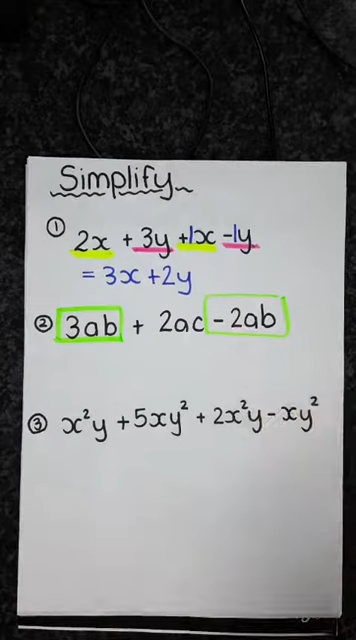 Simplify
① 2x + 3y +1x -1y
= 3x + 2y
② 3ab + 2ac - 2ab
③ x²y + 5xy² + 2x²y - xy²